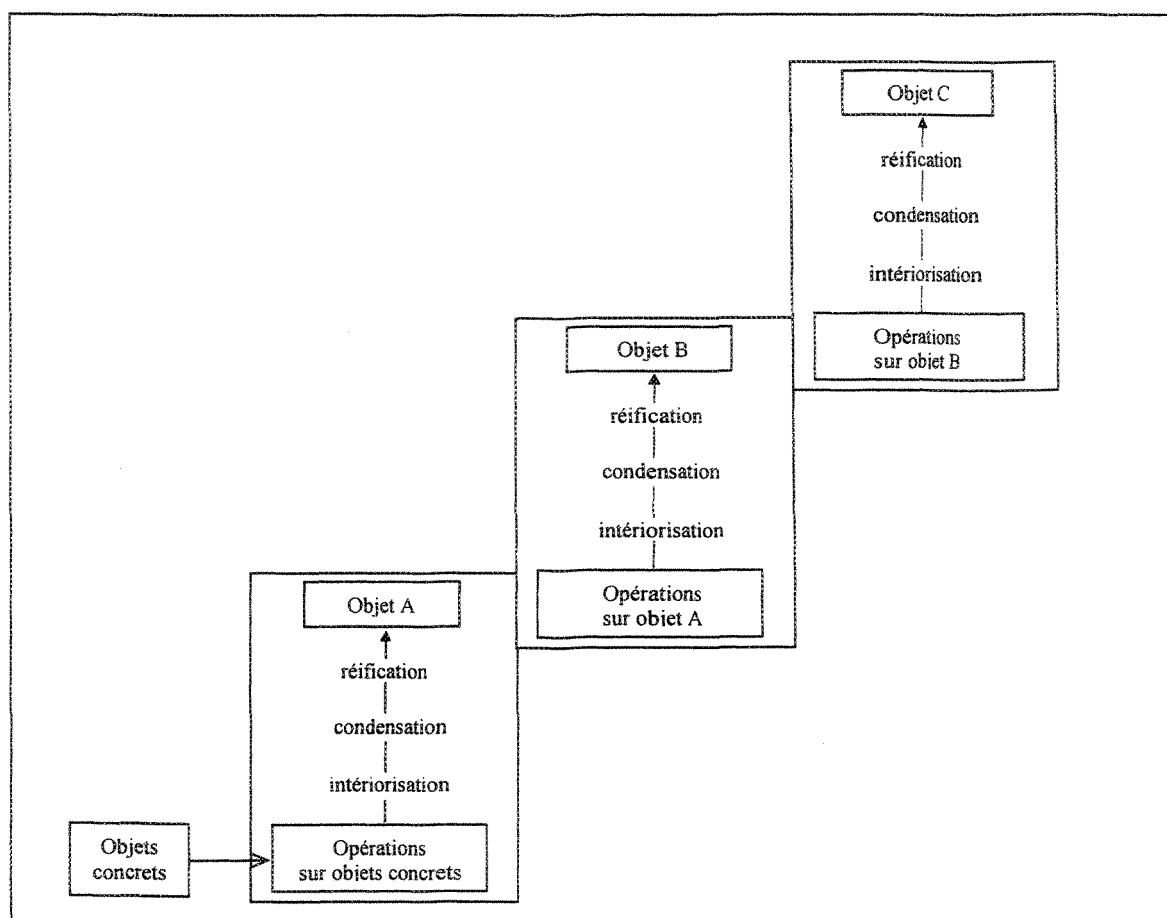 Objet C
réification
condensation
intériorisation
Opérations
sur objet B
Objet B
réification
condensation
intériorisation
Opérations
sur objet A
Objet A
réification
condensation
intériorisation
Opérations
sur objets concrets
Objets
concrets